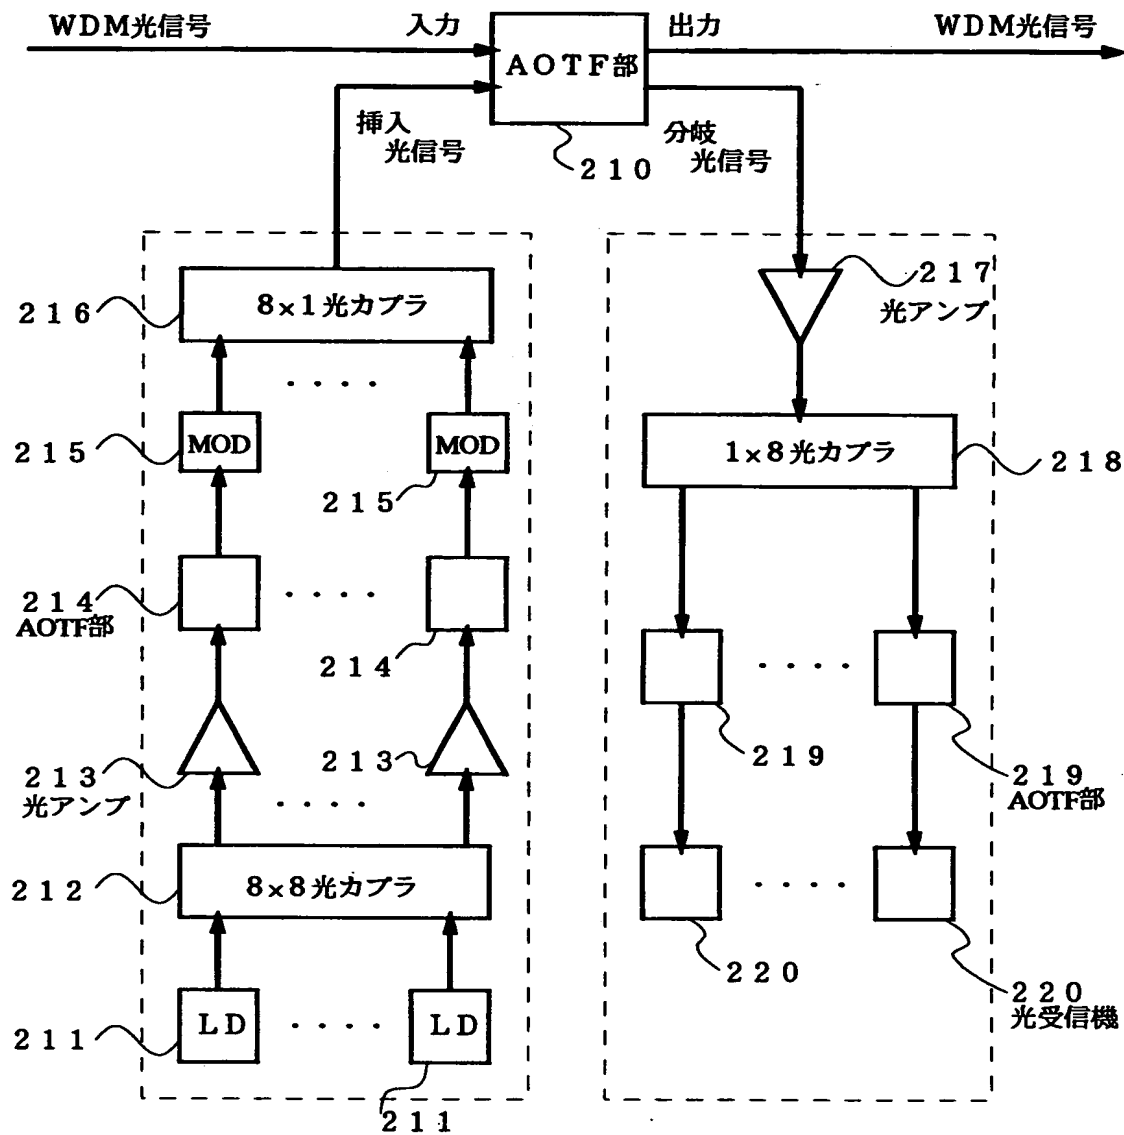 WDM光信号
入力
AOTF部
出力
WDM光信号
挿入
光信号
210
分岐
光信号
217
光アンプ
216
8×1光カプラ
215
MOD
MOD
215
1×8光カプラ
218
214
AOTF部
214
219
219
AOTF部
213
光アンプ
213
212
8×8光カプラ
220
220
光受信機
211
LD
LD
211